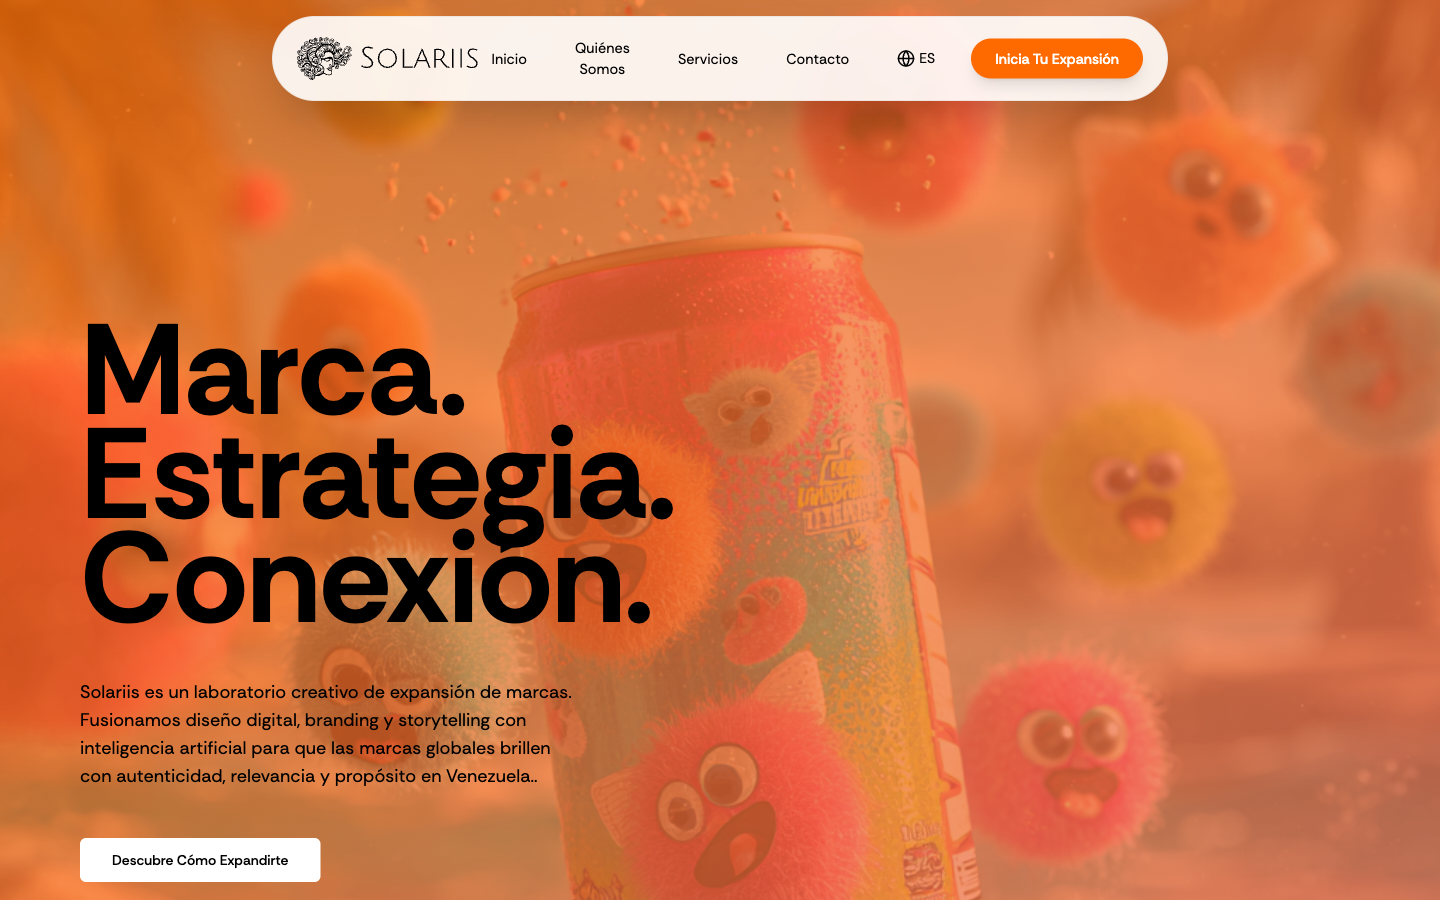 SOLARIIS
Inicio
Quiénes
Somos
Servicios
Contacto
ES
Inicia Tu Expansión
Marca.
Estrategia.
Conexión.
Solariis es un laboratorio creativo de expansión de marcas.
Fusionamos diseño digital, branding y storytelling con
inteligencia artificial para que las marcas globales brillen
con autenticidad, relevancia y propósito en Venezuela..
Descubre Cómo Expandirte